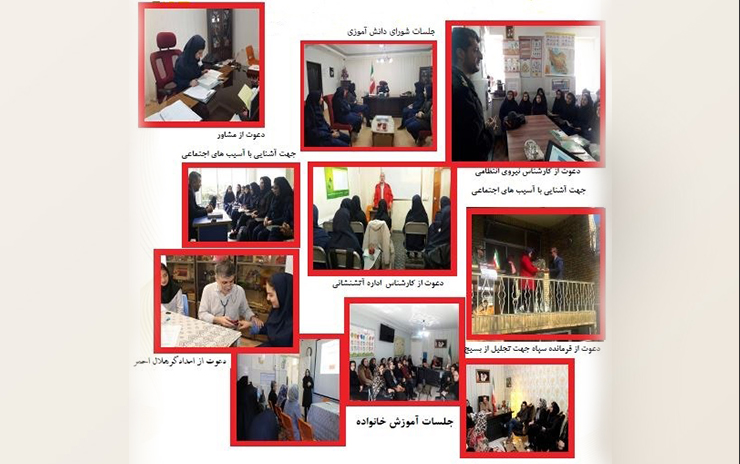 جلسات شورای دانش آموزی
دعوت از مشاور
جهت آشنایی با آسیب های اجتماعی
دعوت از کارشناس نیروی انتظامی
جهت آشنایی با آسیب های اجتماعی
دعوت از کارشناس اداره آتشنشانی
دعوت از فرمانده سپاه جهت تجلیل از بسیج
دعوت از امدادگرهلال احمر
جلسات آموزش خانواده